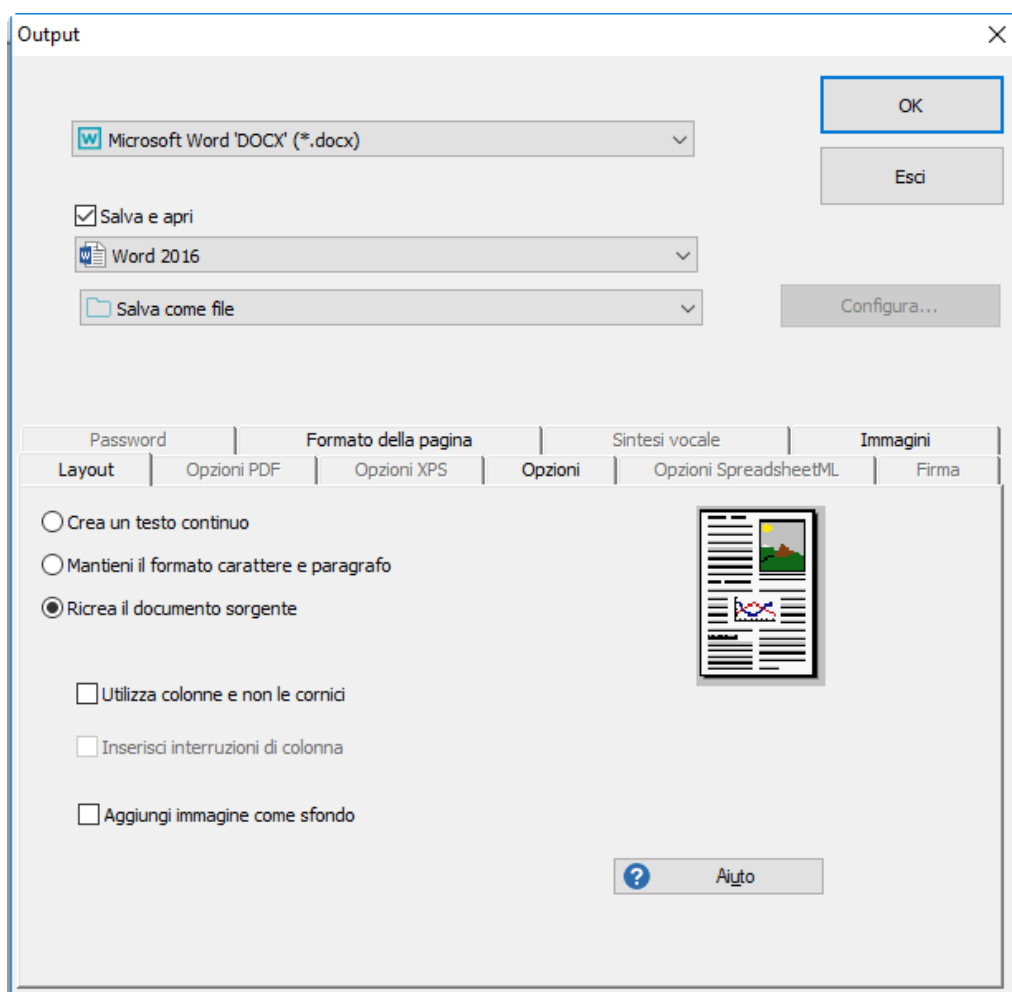 Output
OK
Microsoft Word 'DOCX' (*.docx)
Esci
Salva e apri
Word 2016
Salva come file
Configura...
Password Formato della pagina Sintesi vocale Immagini
Layout Opzioni PDF Opzioni XPS Opzioni Opzioni SpreadsheetML Firma
Crea un testo continuo
Mantieni il formato carattere e paragrafo
Ricrea il documento sorgente
Utilizza colonne e non le cornici
Inserisci interruzioni di colonna
Aggiungi immagine come sfondo
? Aiuto